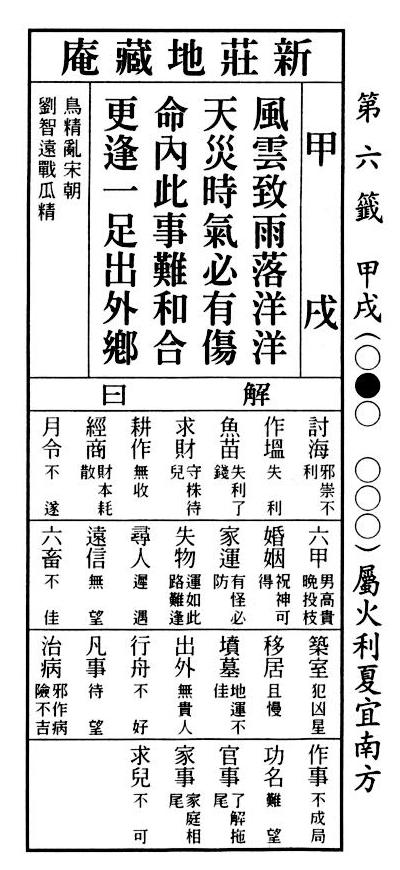 第六籤 甲戌(○●○ ○○○)屬火利夏宜南方
新莊地藏庵
甲戌
風雲致雨落洋洋
天災時氣必有傷
命內此事難和合
更逢一足出外鄉
鳥精亂宋朝
劉智遠戰瓜精
解曰
討海 邪崇不利
作塭 失利
魚苗 失利了錢
求財 守株待兒
耕作 無收
經商 財本耗散
月令 不遂
六甲 男高貴晚投枝
婚姻 祝神可得
家運 有怪必防
失物 運如此路難逢
尋人 遲遇
遠信 無望
六畜 不佳
築室 犯凶星
移居 且慢
墳墓 地運不佳
出外 無貴人
行舟 不好
凡事 待望
治病 邪作病險不吉
作事 不成局
功名 難望
官事 了解拖尾
家事 家庭相尾
求兒 不可